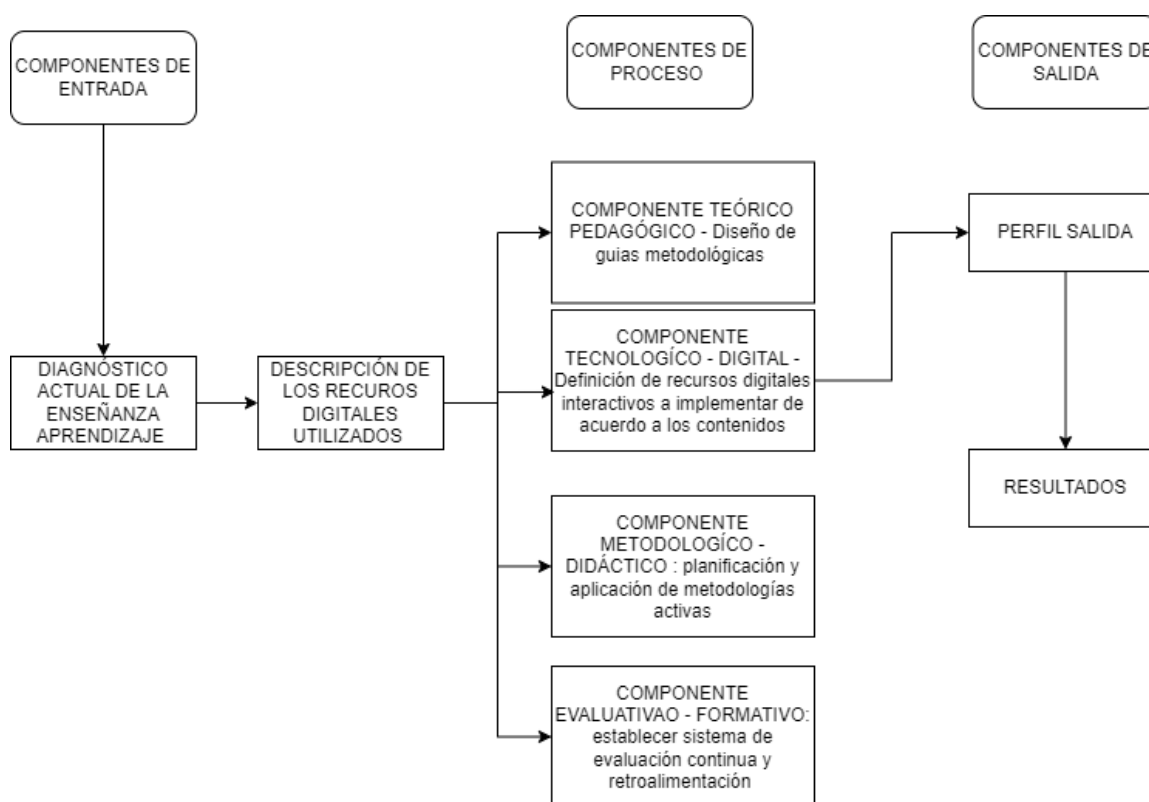 COMPONENTES DE
ENTRADA
COMPONENTES DE
PROCESO
COMPONENTES DE
SALIDA
DIAGNÓSTICO
ACTUAL DE LA
ENSEÑANZA
APRENDIZAJE
DESCRIPCIÓN DE
LOS RECUROS
DIGITALES
UTILIZADOS
COMPONENTE TEÓRICO
PEDAGÓGICO - Diseño de
guias metodológicas
COMPONENTE
TECNOLOGÍCO - DIGITAL -
Definición de recursos digitales
interactivos a implementar de
acuerdo a los contenidos
COMPONENTE
METODOLOGÍCO -
DIDÁCTICO : planificación y
aplicación de metodologías
activas
COMPONENTE
EVALUATIVAO - FORMATIVO:
establecer sistema de
evaluación continua y
retroalimentación
PERFIL SALIDA
RESULTADOS